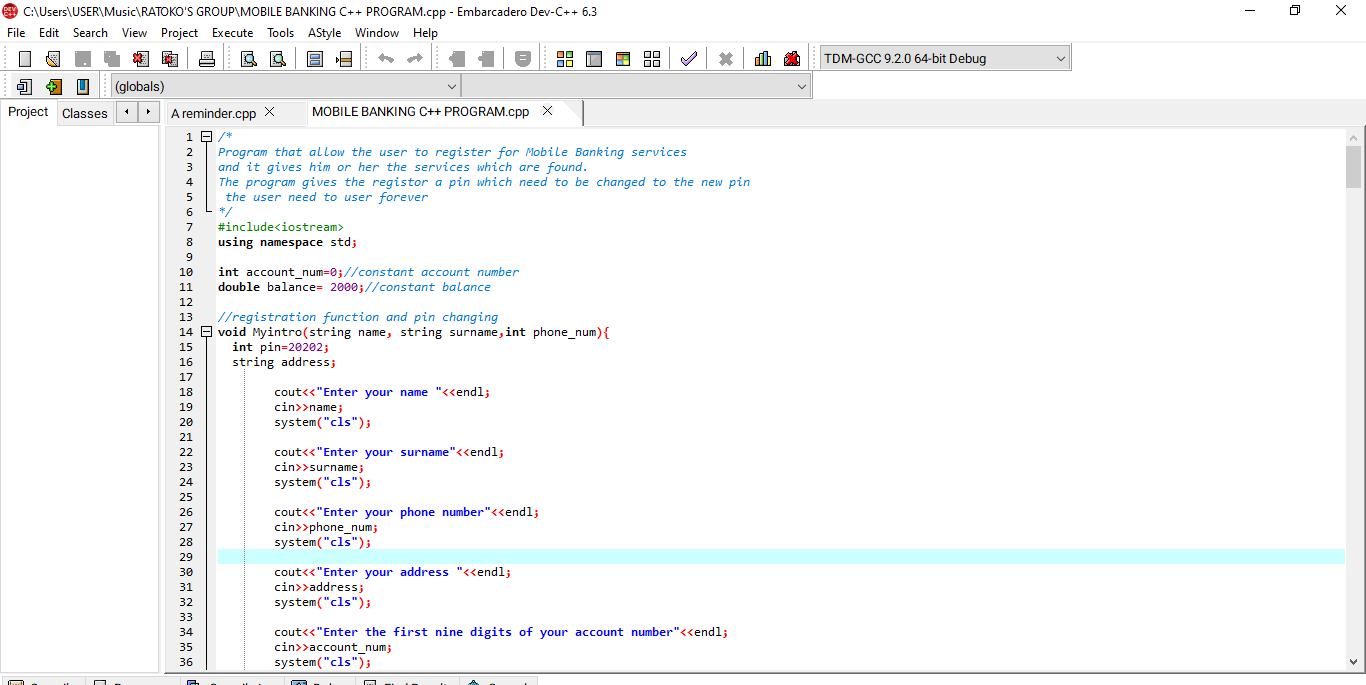 C:\Users\USER\Music\RATOKO'S GROUP\MOBILE BANKING C++ PROGRAM.cpp - Embarcadero Dev-C++ 6.3
File Edit Search View Project Execute Tools AStyle Window Help
TDM-GCC 9.2.0 64-bit Debug
(globals)
Project Classes A reminder.cpp MOBILE BANKING C++ PROGRAM.cpp
1 /*
2 Program that allow the user to register for Mobile Banking services
3 and it gives him or her the services which are found.
4 The program gives the registor a pin which need to be changed to the new pin
5  the user need to user forever
6 */
7 #include<iostream>
8 using namespace std;
9
10 int account_num=0;//constant account number
11 double balance= 2000;//constant balance
12
13 //registration function and pin changing
14 void Myintro(string name, string surname,int phone_num){
15   int pin=20202;
16   string address;
17
18         cout<<"Enter your name "<<endl;
19         cin>>name;
20         system("cls");
21
22         cout<<"Enter your surname"<<endl;
23         cin>>surname;
24         system("cls");
25
26         cout<<"Enter your phone number"<<endl;
27         cin>>phone_num;
28         system("cls");
29
30         cout<<"Enter your address "<<endl;
31         cin>>address;
32         system("cls");
33
34         cout<<"Enter the first nine digits of your account number"<<endl;
35         cin>>account_num;
36         system("cls");